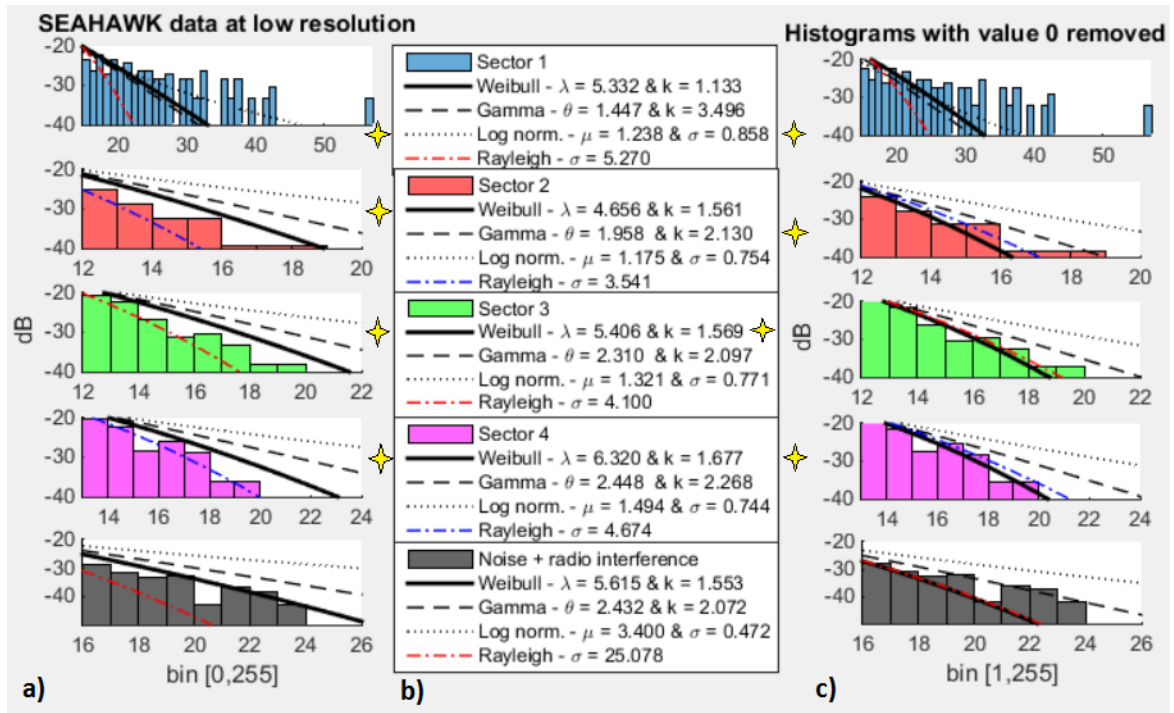 SEAHAWK data at low resolution
-20
-30
-40
20 30 40 50
-20
-30
-40
12 14 16 18 20
-20
-30
-40
12 14 16 18 20 22
dB
-20
-30
-40
14 16 18 20 22 24
-20
-30
-40
16 18 20 22 24 26
bin [0,255]
a)
Sector 1
Weibull - λ = 5.332 & k = 1.133
Gamma - θ = 1.447 & k = 3.496
Log norm. - μ = 1.238 & σ = 0.858
Rayleigh - σ = 5.270
Sector 2
Weibull - λ = 4.656 & k = 1.561
Gamma - θ = 1.958 & k = 2.130
Log norm. - μ = 1.175 & σ = 0.754
Rayleigh - σ = 3.541
Sector 3
Weibull - λ = 5.406 & k = 1.569
Gamma - θ = 2.310 & k = 2.097
Log norm. - μ = 1.321 & σ = 0.771
Rayleigh - σ = 4.100
Sector 4
Weibull - λ = 6.320 & k = 1.677
Gamma - θ = 2.448 & k = 2.268
Log norm. - μ = 1.494 & σ = 0.744
Rayleigh - σ = 4.674
Noise + radio interference
Weibull - λ = 5.615 & k = 1.553
Gamma - θ = 2.432 & k = 2.072
Log norm. - μ = 3.400 & σ = 0.472
Rayleigh - σ = 25.078
b)
Histograms with value 0 removed
-20
-30
-40
20 30 40 50
-20
-30
-40
12 14 16 18 20
-20
-30
-40
12 14 16 18 20 22
dB
-20
-30
-40
14 16 18 20 22 24
-20
-30
-40
16 18 20 22 24 26
bin [1,255]
c)